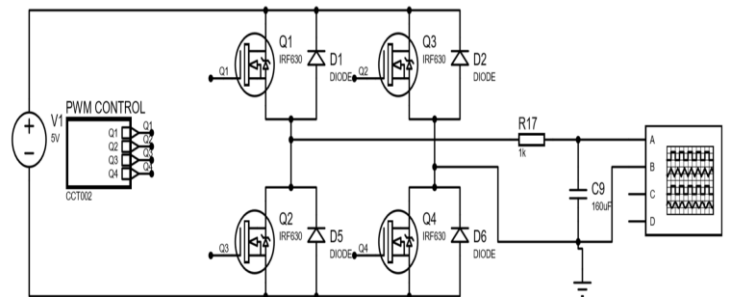 PWM CONTROL
V1
5V
Q1 Q1
Q2
Q3
Q4
CCT002
Q1
IRF630
D1
DIODE
Q1
Q3
IRF630
D2
DIODE
Q2
Q2
IRF630
D5
DIODE
Q3
Q4
IRF630
D6
DIODE
Q4
R17
1k
C9
160uF
A
B
C
D